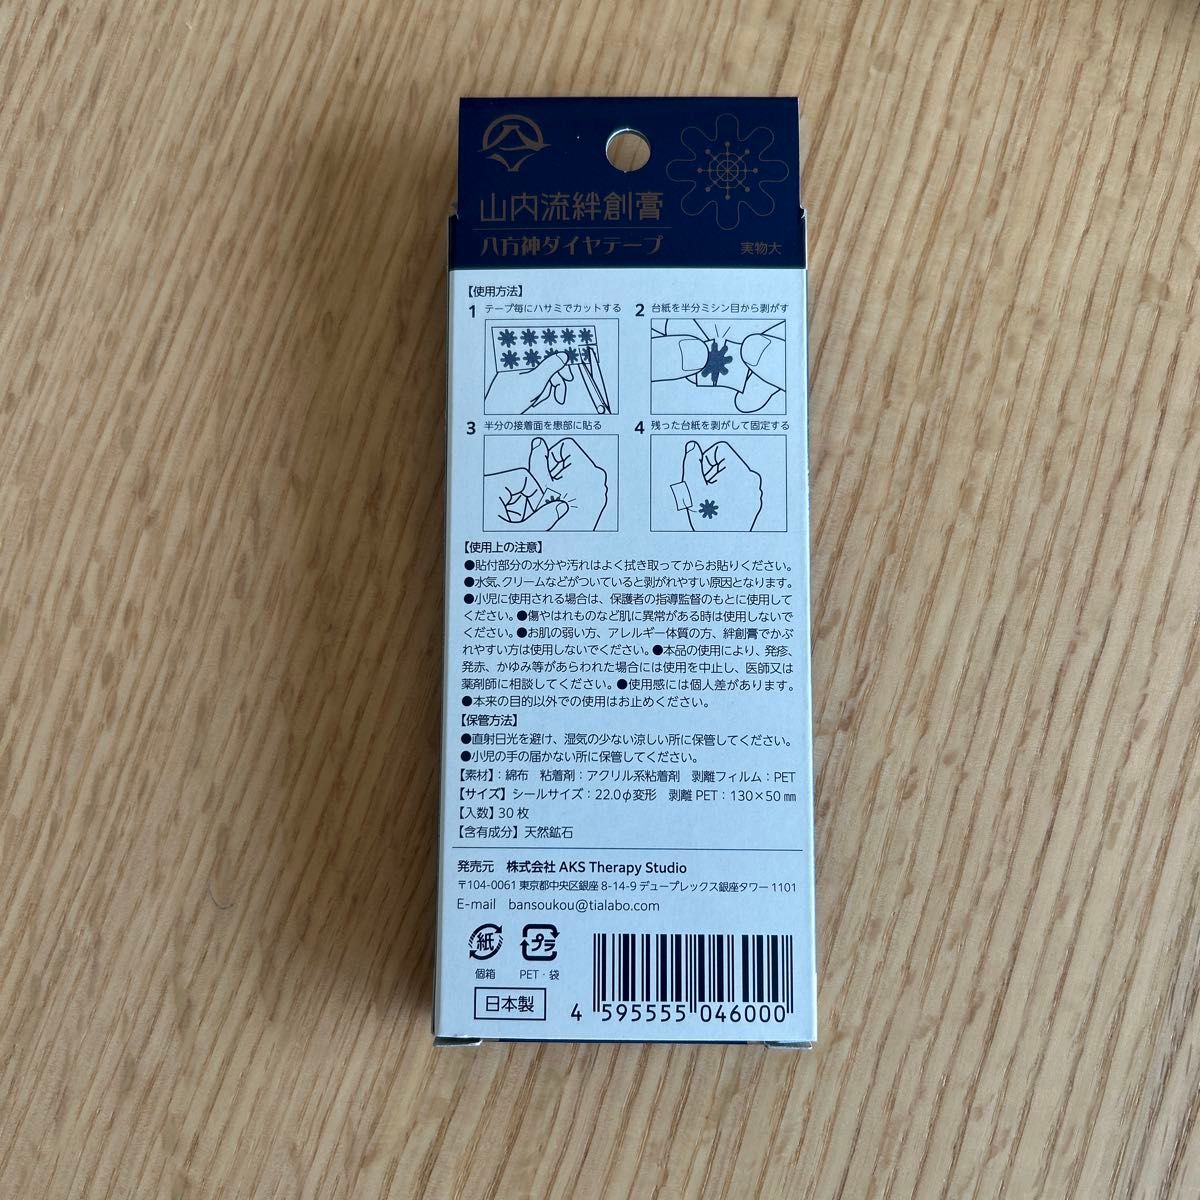 山内流絆創膏
八方神ダイヤテープ
実物大
【使用方法】
1 テープ毎にハサミでカットする
2 台紙を半分ミシン目から剥がす
3 半分の接着面を患部に貼る
4 残った台紙を剥がして固定する
【使用上の注意】
●貼付部分の水分や汚れはよく拭き取ってからお貼りください。
●水気、クリームなどがついていると剥がれやすい原因となります。
●小児に使用される場合は、保護者の指導監督のもとに使用して
ください。●傷やはれものなど肌に異常がある時は使用しないで
ください。●お肌の弱い方、アレルギー体質の方、絆創膏でかぶ
れやすい方は使用しないでください。●本品の使用により、発疹、
発赤、かゆみ等があらわれた場合には使用を中止し、医師又は
薬剤師に相談してください。●使用感には個人差があります。
●本来の目的以外での使用はお止めください。
【保管方法】
●直射日光を避け、湿気の少ない涼しい所に保管してください。
●小児の手の届かない所に保管してください。
【素材】：綿布 粘着剤：アクリル系粘着剤 剥離フィルム：PET
【サイズ】シールサイズ：22.0φ変形 剥離PET：130×50㎜
【入数】30枚
【含有成分】天然鉱石
発売元 株式会社 AKS Therapy Studio
〒104-0061 東京都中央区銀座 8-14-9 デュープレックス銀座タワー 1101
E-mail bansoukou@tialabo.com
紙
プラ
個箱
PET・袋
日本製
4 595555 046000